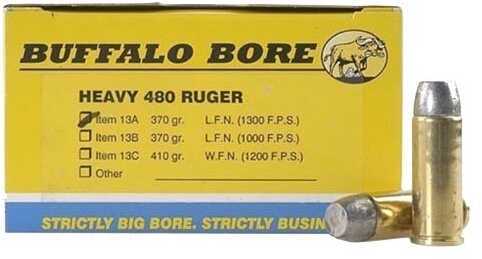 BUFFALO BORE
HEAVY 480 RUGER
Item 13A 370 gr. L.F.N. (1300 F.P.S.)
Item 13B 370 gr. L.F.N. (1000 F.P.S.)
Item 13C 410 gr. W.F.N. (1200 F.P.S.)
Other
STRICTLY BIG BORE. STRICTLY BUSIN